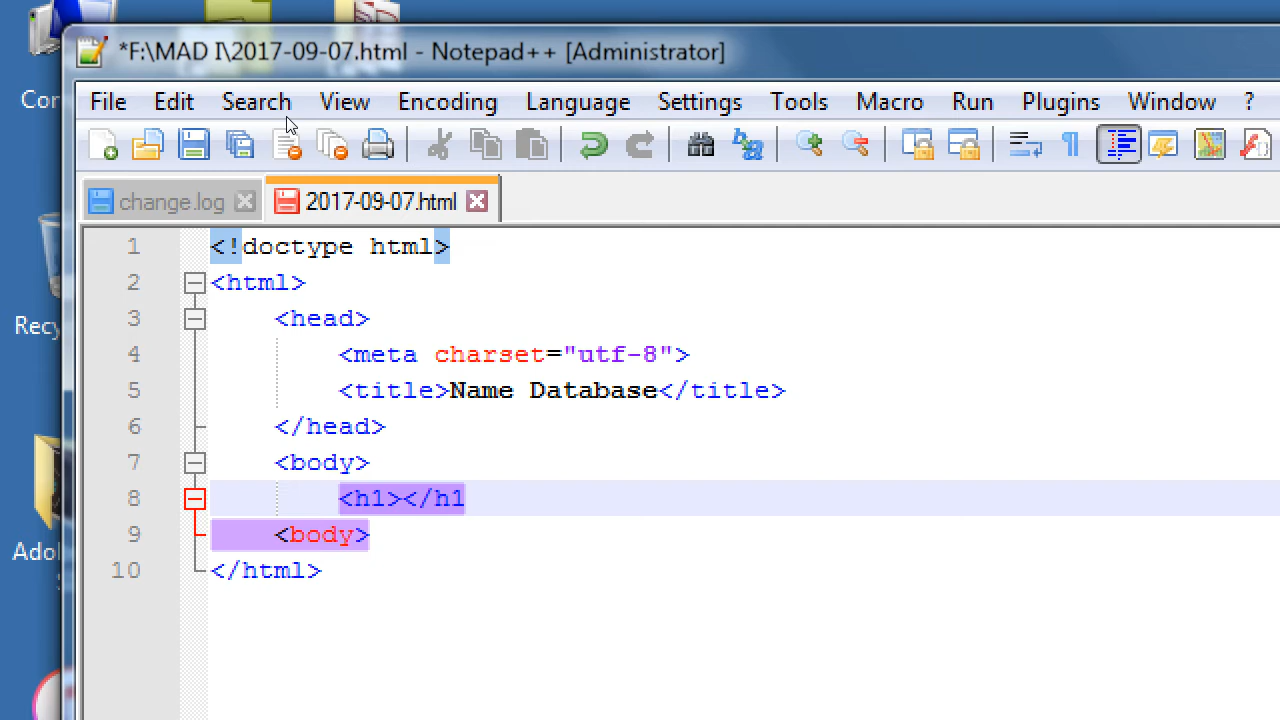 *F:\MAD I\2017-09-07.html - Notepad++ [Administrator]
File Edit Search View Encoding Language Settings Tools Macro Run Plugins Window ?
change.log 2017-09-07.html
1 <!doctype html>
2 <html>
3 <head>
4 <meta charset="utf-8">
5 <title>Name Database</title>
6 </head>
7 <body>
8 <h1></h1
9 <body>
10 </html>
Recy
Ado